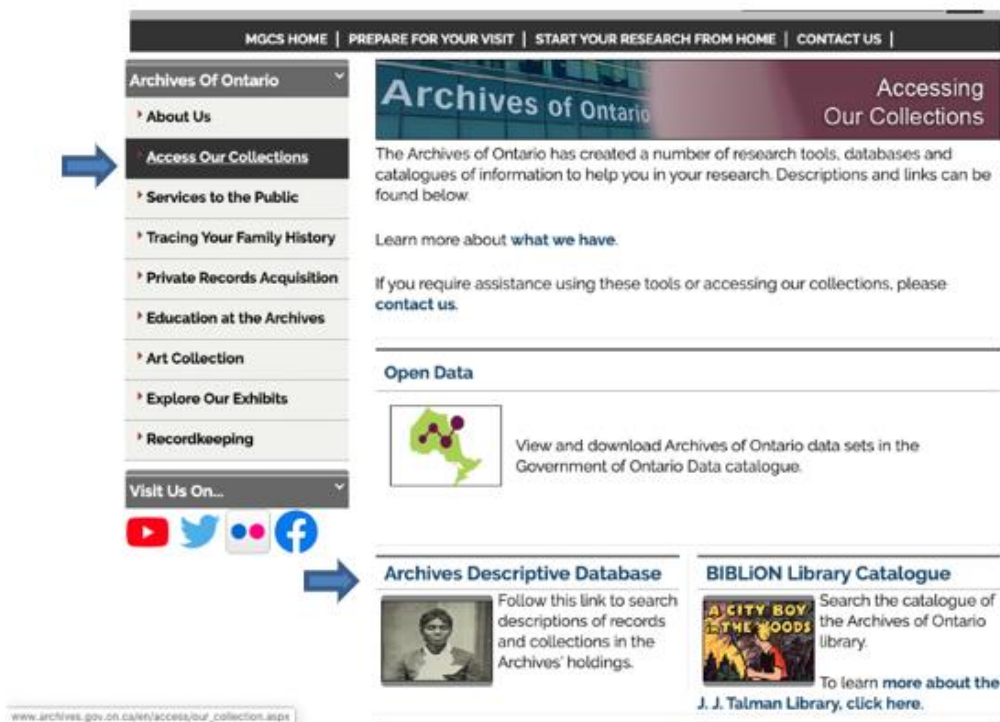 MGCS HOME | PREPARE FOR YOUR VISIT | START YOUR RESEARCH FROM HOME | CONTACT US |
Archives Of Ontario
About Us
Access Our Collections
Services to the Public
Tracing Your Family History
Private Records Acquisition
Education at the Archives
Art Collection
Explore Our Exhibits
Recordkeeping
Visit Us On...
Archives of Ontario
Accessing
Our Collections
The Archives of Ontario has created a number of research tools, databases and
catalogues of information to help you in your research. Descriptions and links can be
found below.
Learn more about what we have.
If you require assistance using these tools or accessing our collections, please
contact us.
Open Data
View and download Archives of Ontario data sets in the
Government of Ontario Data catalogue.
Archives Descriptive Database
Follow this link to search
descriptions of records
and collections in the
Archives' holdings.
BIBLiON Library Catalogue
A CITY BOY
IN THE WOODS
Search the catalogue of
the Archives of Ontario
library.
To learn more about the
J. J. Talman Library, click here.
www.archives.gov.on.ca/en/access/our_collection.aspx